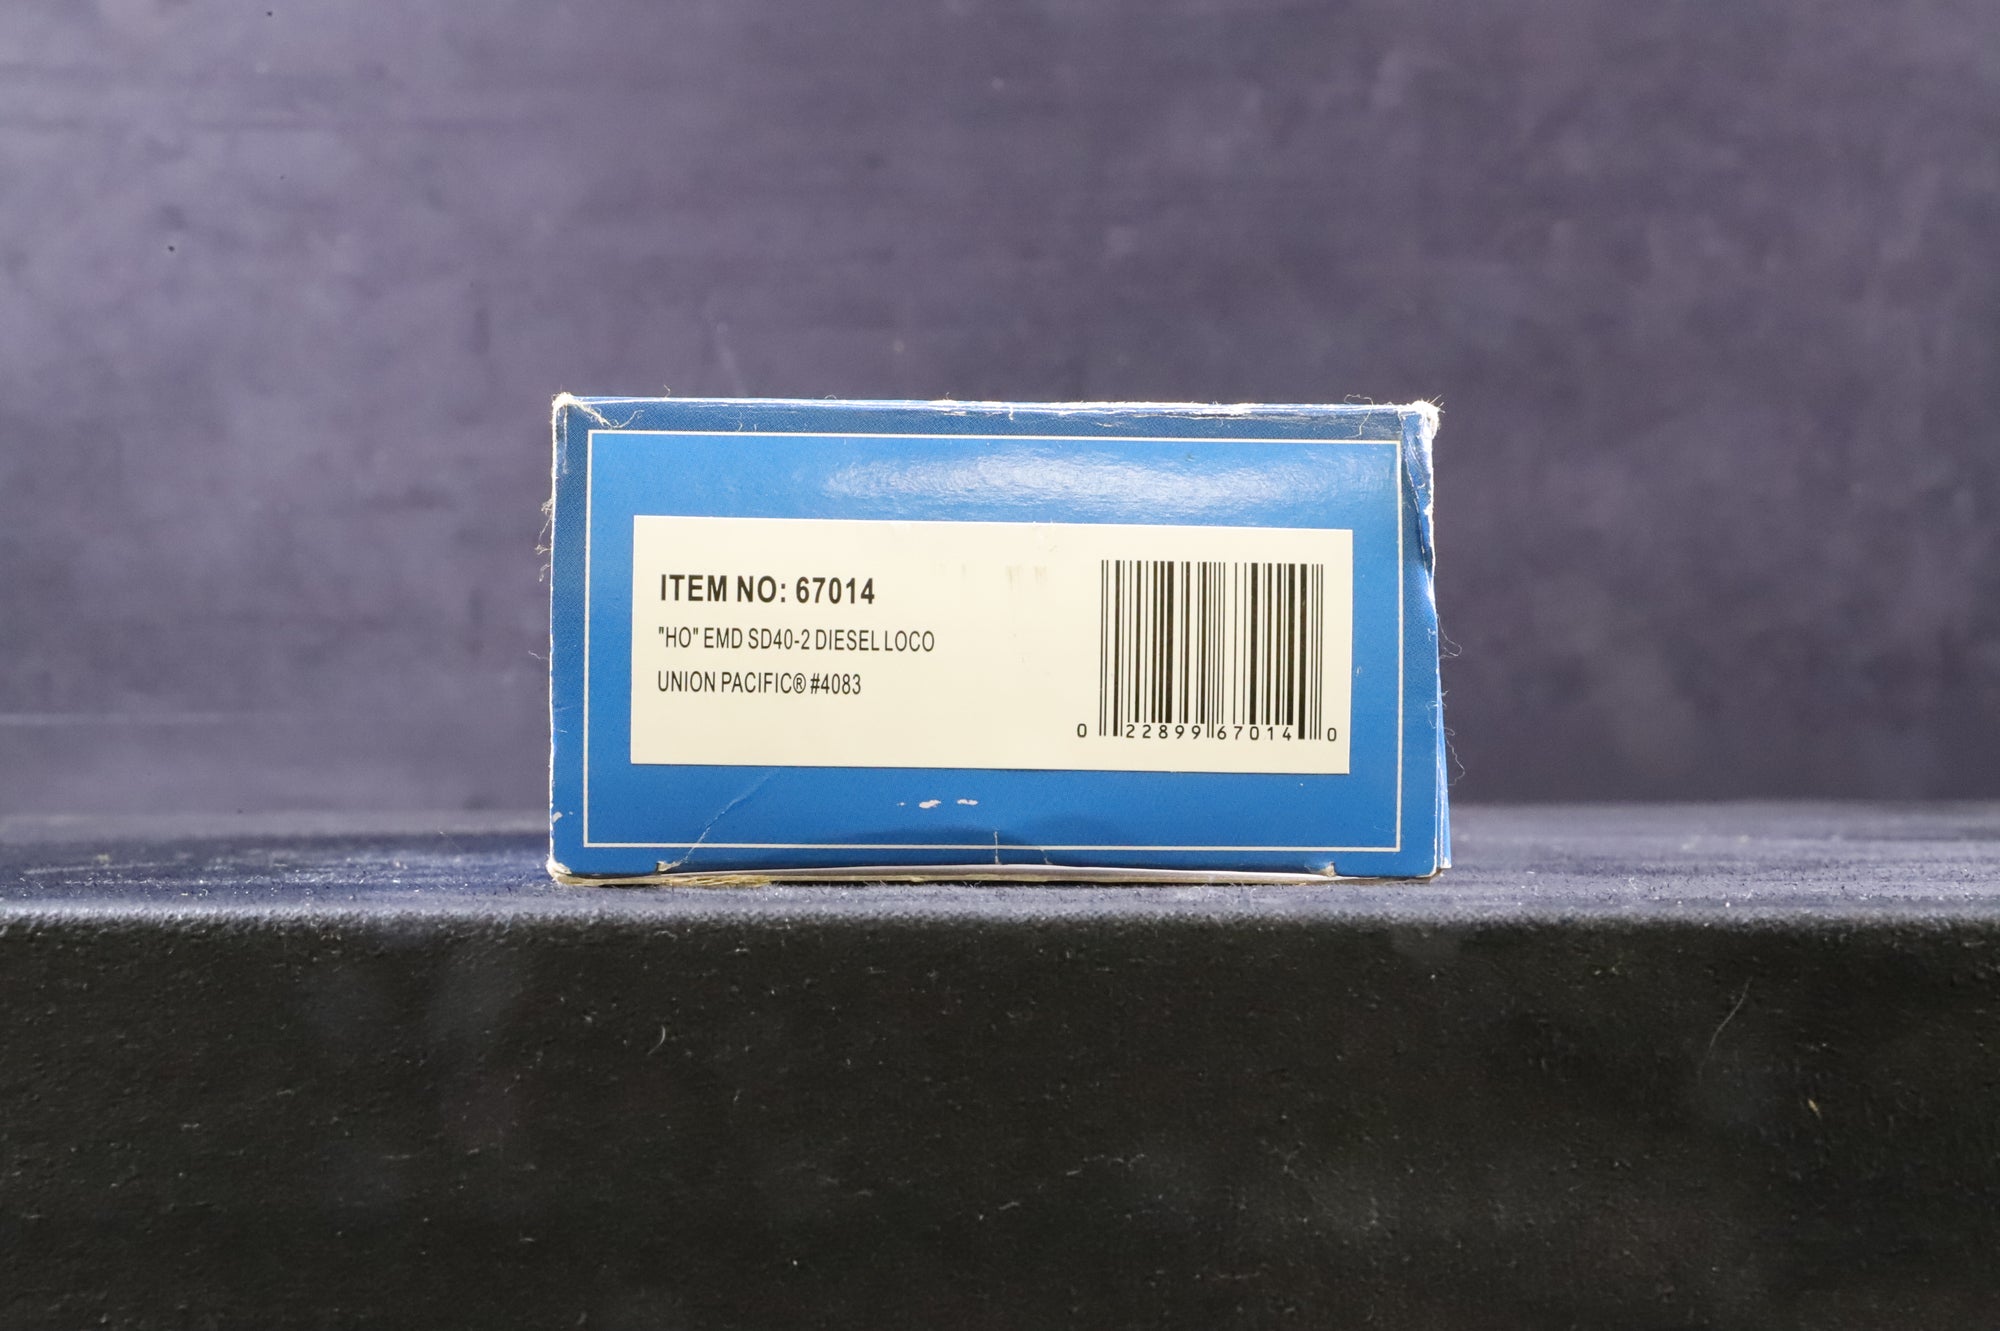 ITEM NO: 67014
"HO" EMD SD40-2 DIESEL LOCO
UNION PACIFIC® #4083
0 22899 67014 0